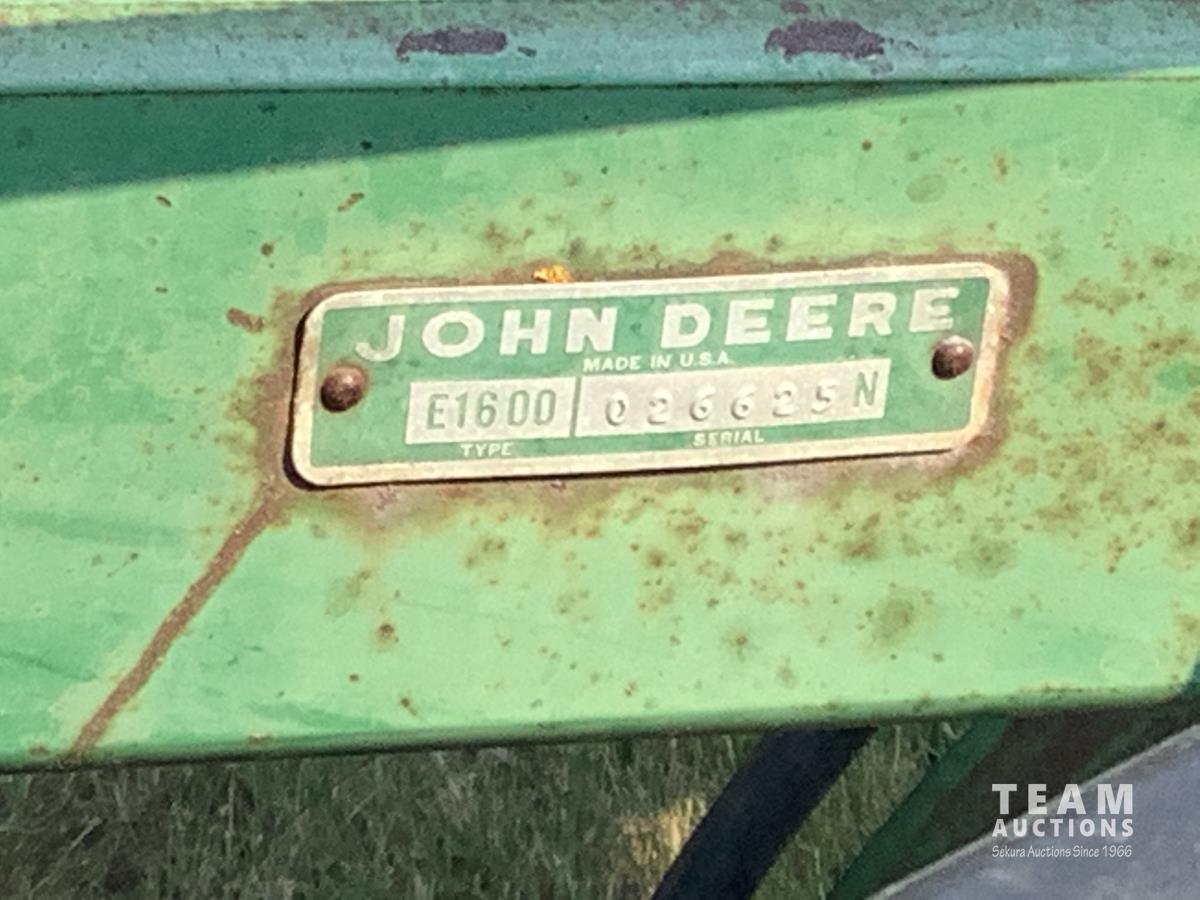 JOHN DEERE
MADE IN U.S.A.
E1600 026625N
TYPE SERIAL
TEAM
AUCTIONS
Sekura Auctions Since 1966